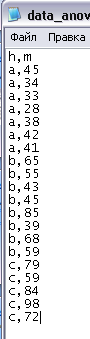 data_anov
Файл Правка
h,m
a,45
a,34
a,33
a,28
a,38
a,42
a,41
b,65
b,55
b,43
b,45
b,85
b,39
b,68
b,59
c,79
c,59
c,84
c,98
c,72